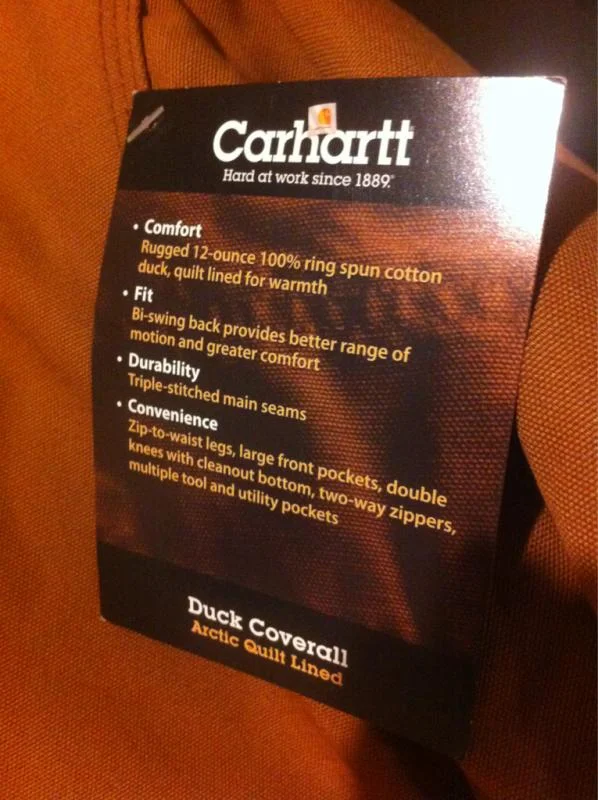 Carhartt
Hard at work since 1889.®
• Comfort
Rugged 12-ounce 100% ring spun cotton
duck, quilt lined for warmth
• Fit
Bi-swing back provides better range of
motion and greater comfort
• Durability
Triple-stitched main seams
• Convenience
Zip-to-waist legs, large front pockets, double
knees with cleanout bottom, two-way zippers,
multiple tool and utility pockets
Duck Coverall
Arctic Quilt Lined